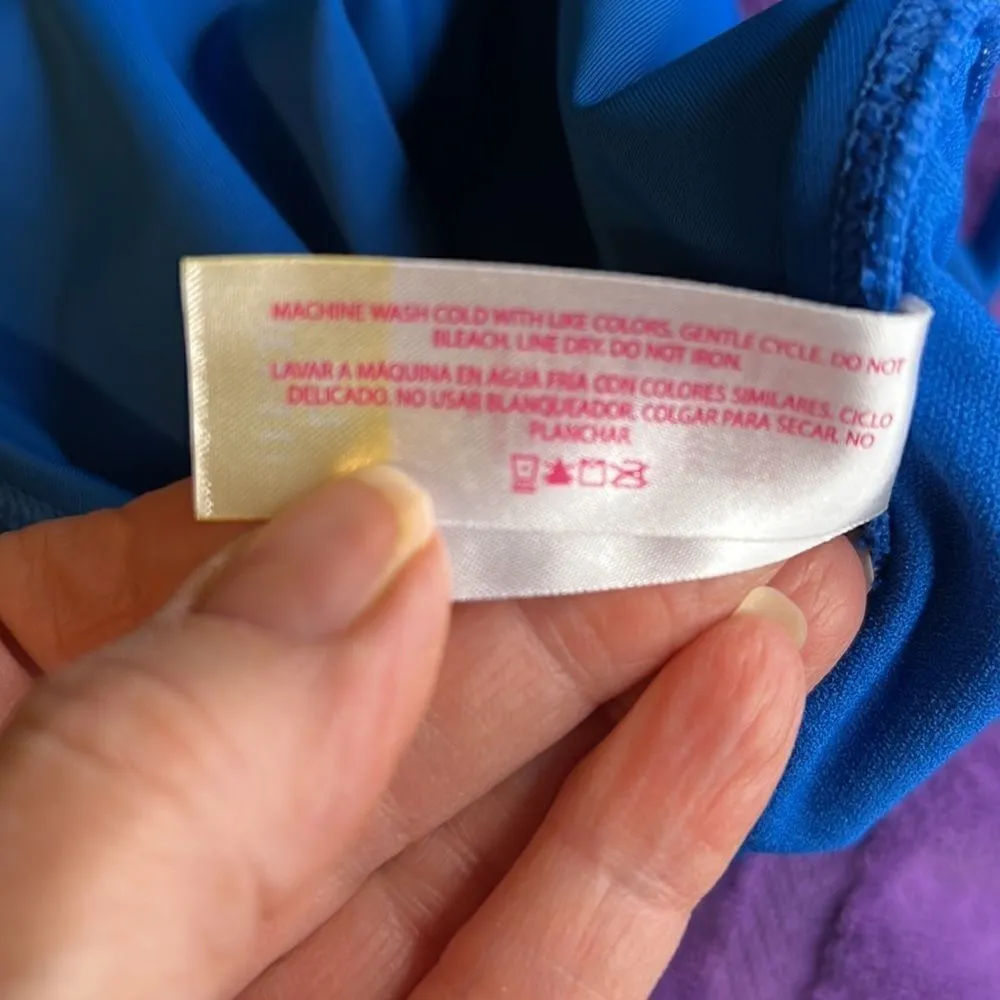 MACHINE WASH COLD WITH LIKE COLORS. GENTLE CYCLE. DO NOT
BLEACH. LINE DRY. DO NOT IRON.
LAVAR A MÁQUINA EN AGUA FRIA CON COLORES SIMILARES. CICLO
DELICADO. NO USAR BLANQUEADOR. COLGAR PARA SECAR. NO
PLANCHAR